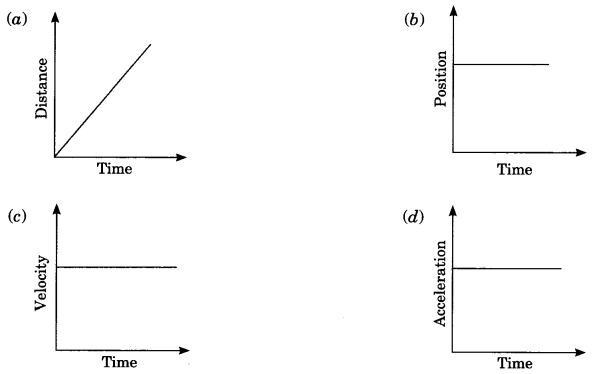 (a)
Distance
Time
(b)
Position
Time
(c)
Velocity
Time
(d)
Acceleration
Time